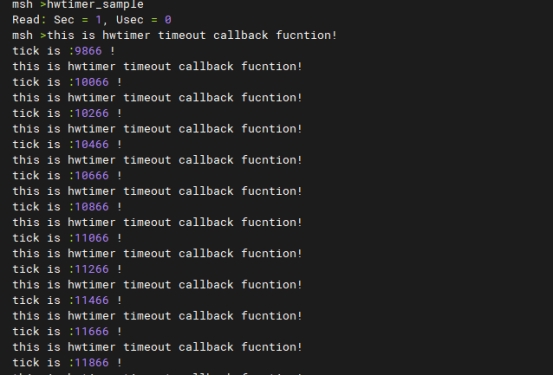 msh >hwtimer_sample
Read: Sec = 1, Usec = 0
msh >this is hwtimer timeout callback fucntion!
tick is :9866 !
this is hwtimer timeout callback fucntion!
tick is :10066 !
this is hwtimer timeout callback fucntion!
tick is :10266 !
this is hwtimer timeout callback fucntion!
tick is :10466 !
this is hwtimer timeout callback fucntion!
tick is :10666 !
this is hwtimer timeout callback fucntion!
tick is :10866 !
this is hwtimer timeout callback fucntion!
tick is :11066 !
this is hwtimer timeout callback fucntion!
tick is :11266 !
this is hwtimer timeout callback fucntion!
tick is :11466 !
this is hwtimer timeout callback fucntion!
tick is :11666 !
this is hwtimer timeout callback fucntion!
tick is :11866 !